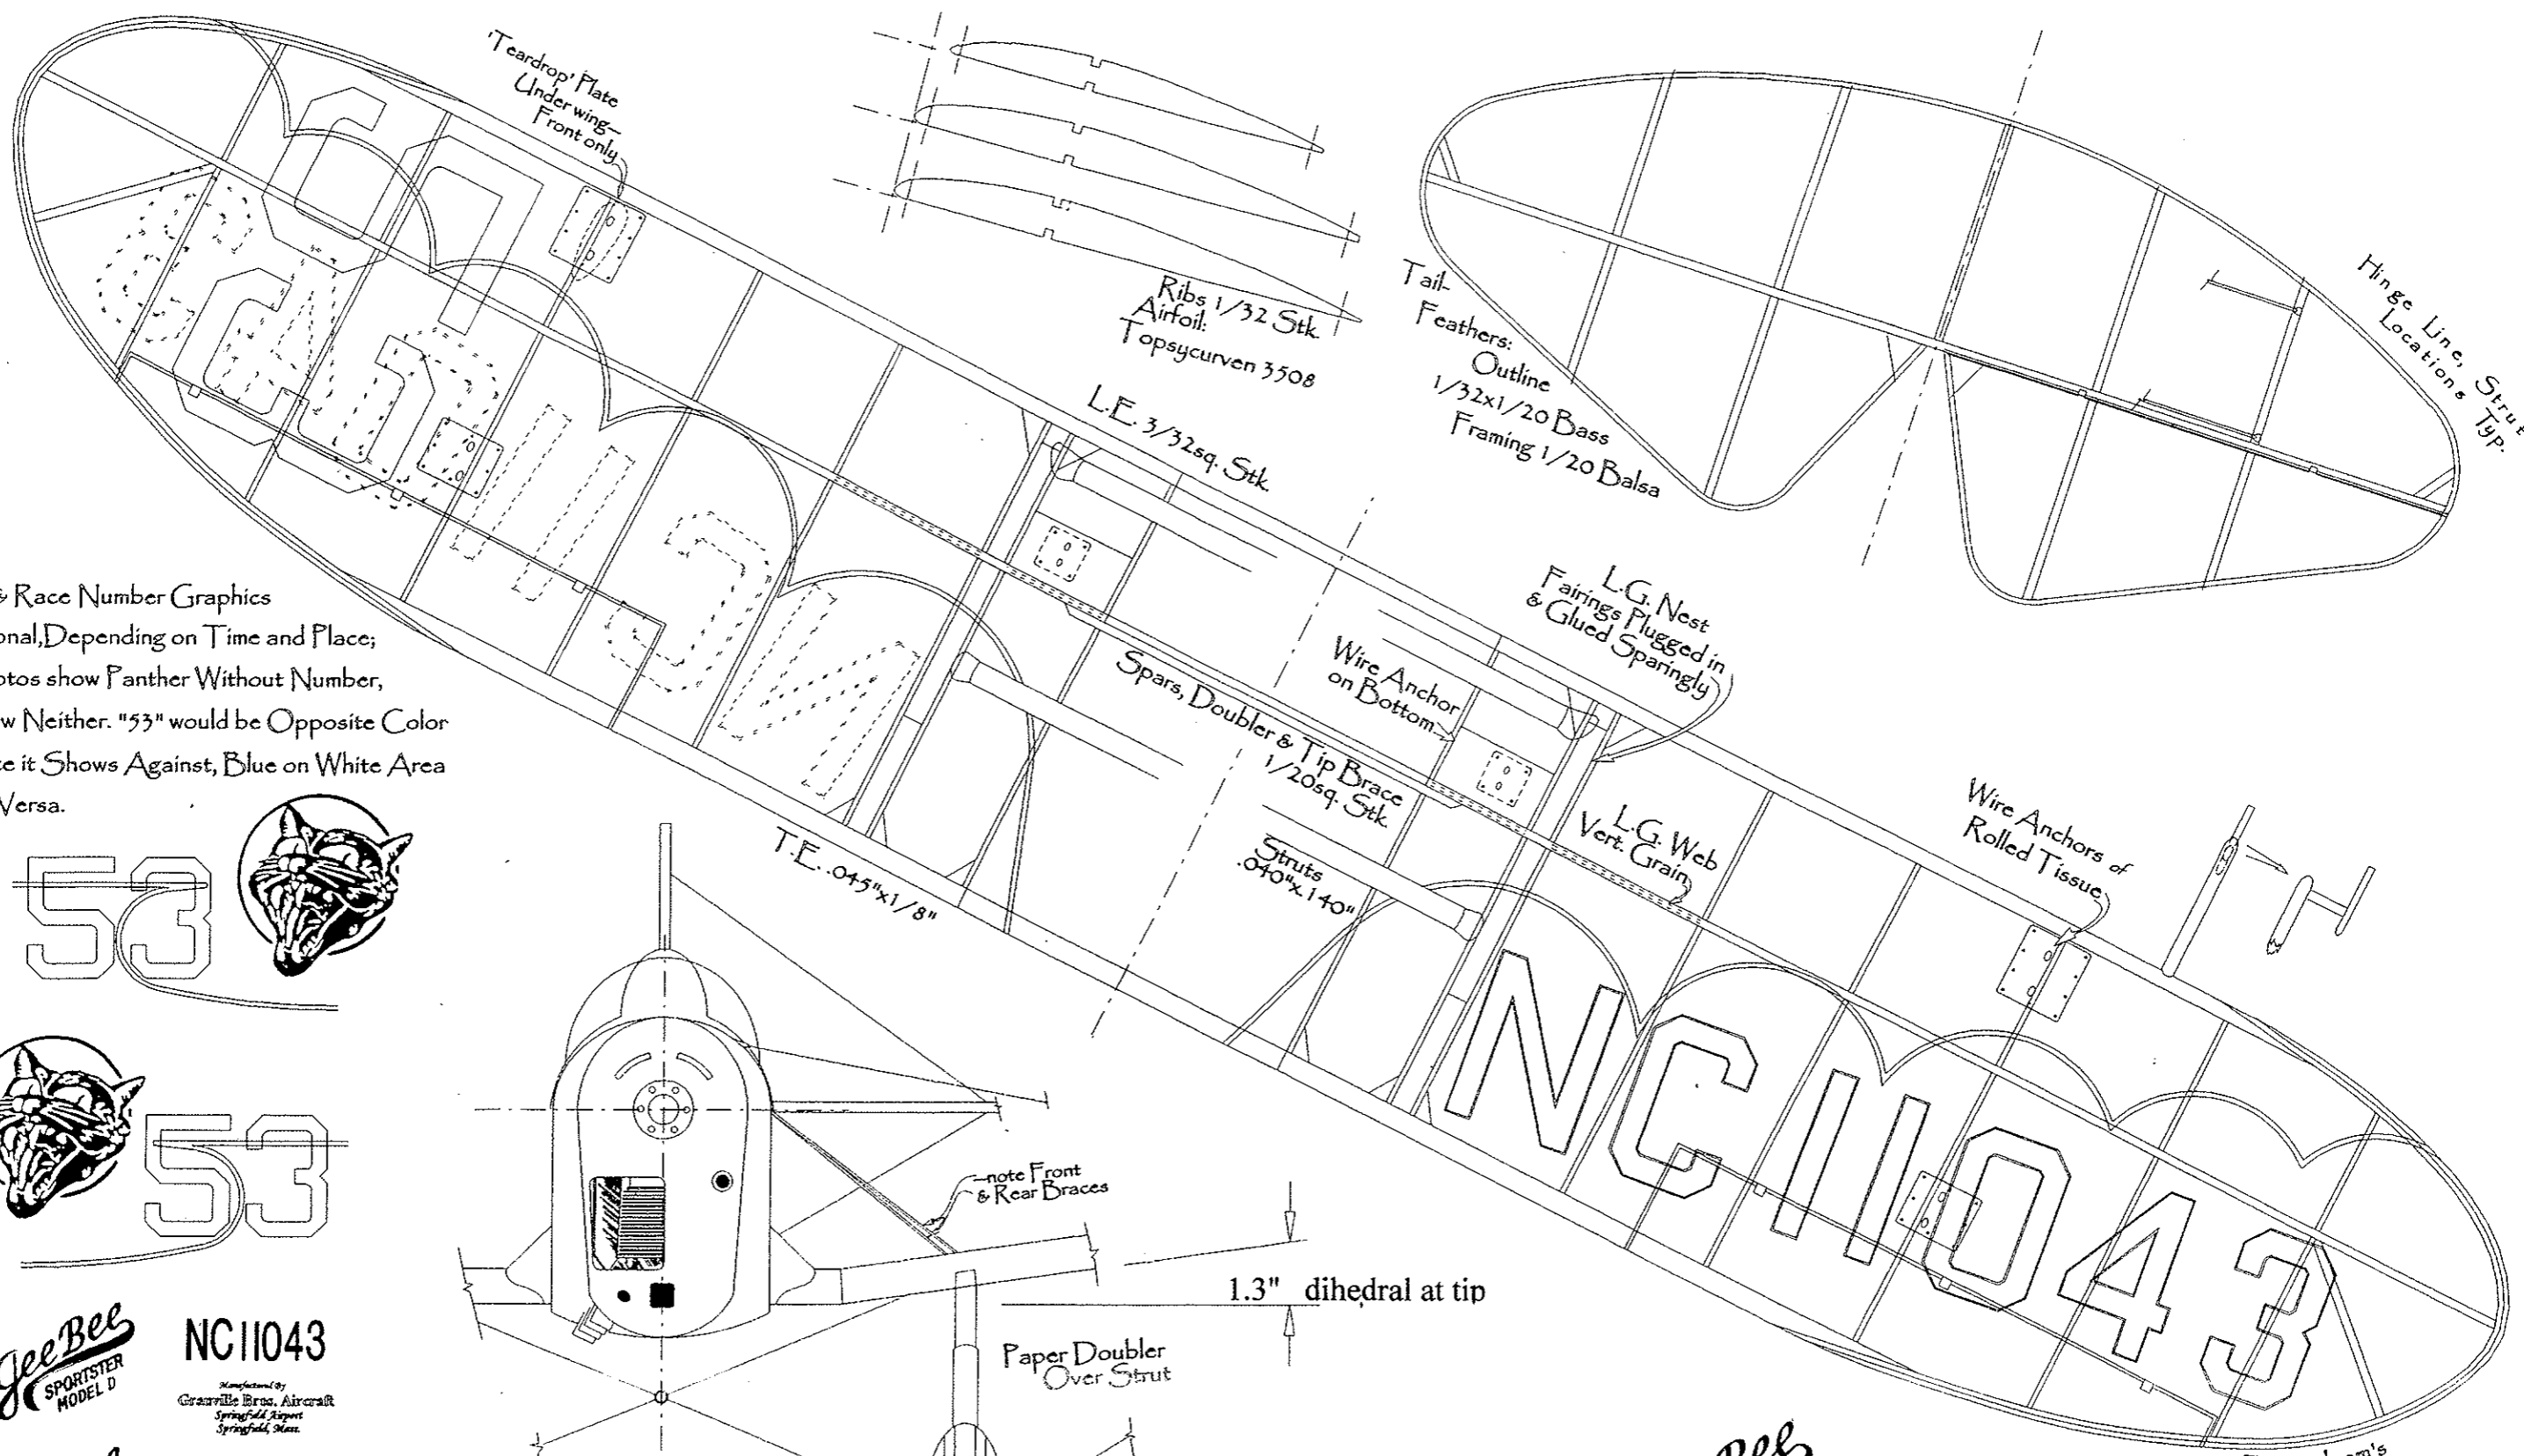 'Teardrop' Plate
Underwing—
Front only
Ribs 1/32 Stk.
Airfoil:
Topsycurven 3508
Tail-
Feathers:
Outline
1/32x1/20 Bass
Framing 1/20 Balsa
Hinge Line, Strut
Locations Typ.
L.E. 3/32sq. Stk.
L.G. Nest
Fairings Plugged in
& Glued Sparingly
Wire Anchor
on Bottom
Spars, Doubler & Tip Brace
1/20sq. Stk.
Struts
.040"x.140"
L.G. Web
Vert. Grain
Wire Anchors of
Rolled Tissue
T.E. .045"x1/8"
& Race Number Graphics
onal, Depending on Time and Place;
otos show Panther Without Number,
w Neither. "53" would be Opposite Color
e it Shows Against, Blue on White Area
Versa.
53
53
NC11043
NC11043
—note Front
& Rear Braces
1.3" dihedral at tip
Paper Doubler
Over Strut
Gee Bee
SPORTSTER
MODEL D
NC11043
Manufactured By
Granville Bros. Aircraft
Springfield Airport
Springfield, Mass.
Bee